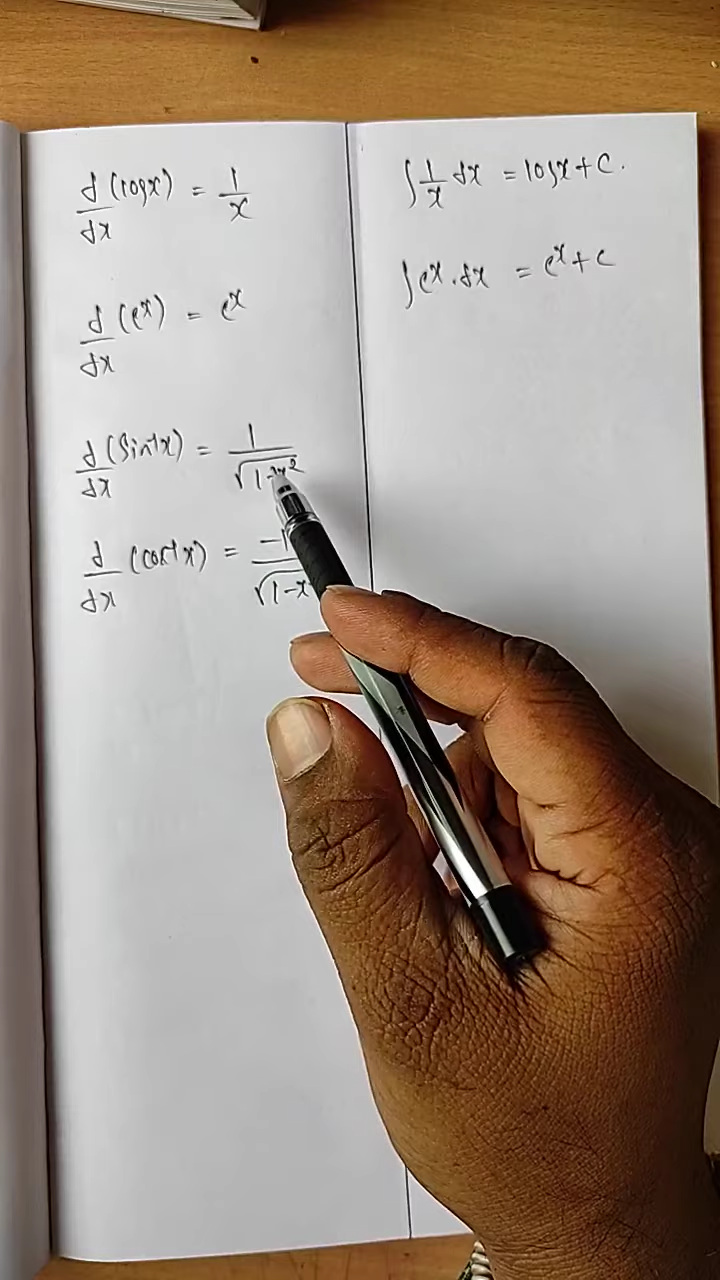 d/dx (logx) = 1/x
d/dx (e^x) = e^x
d/dx (Sin⁻¹x) = 1/√1-x²
d/dx (cos⁻¹x) = -1/√1-x
∫ 1/x dx = logx + c.
∫ e^x . dx = e^x + c